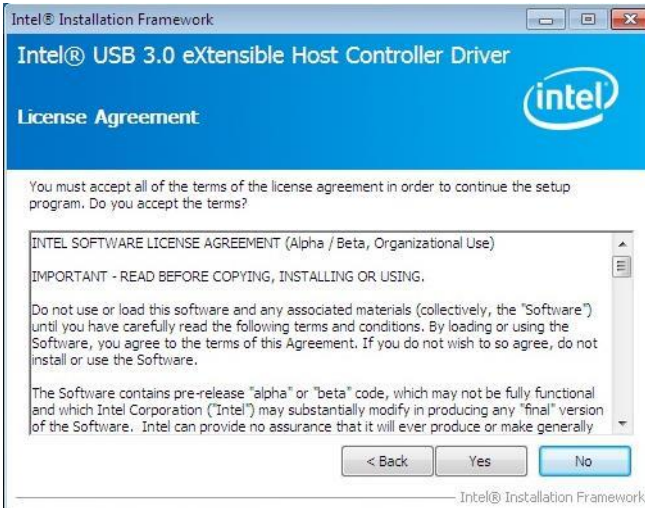 Intel® Installation Framework
Intel® USB 3.0 eXtensible Host Controller Driver
intel
License Agreement
You must accept all of the terms of the license agreement in order to continue the setup
program. Do you accept the terms?
INTEL SOFTWARE LICENSE AGREEMENT (Alpha / Beta, Organizational Use)
IMPORTANT - READ BEFORE COPYING, INSTALLING OR USING.
Do not use or load this software and any associated materials (collectively, the "Software")
until you have carefully read the following terms and conditions. By loading or using the
Software, you agree to the terms of this Agreement. If you do not wish to so agree, do not
install or use the Software.
The Software contains pre-release "alpha" or "beta" code, which may not be fully functional
and which Intel Corporation ("Intel") may substantially modify in producing any "final" version
of the Software. Intel can provide no assurance that it will ever produce or make generally
< Back Yes No
Intel® Installation Framework